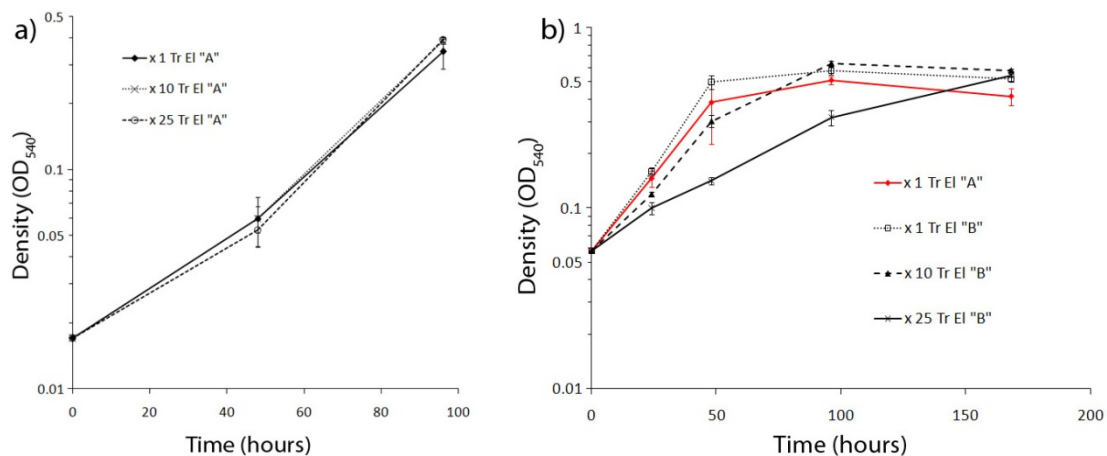 a)
0.5
0.1
0.05
0.01
Density (OD540)
x 1 Tr El "A"
x 10 Tr El "A"
x 25 Tr El "A"
0 20 40 60 80 100
Time (hours)
b)
1
0.5
0.1
0.05
0.01
Density (OD540)
x 1 Tr El "A"
x 1 Tr El "B"
x 10 Tr El "B"
x 25 Tr El "B"
0 50 100 150 200
Time (hours)